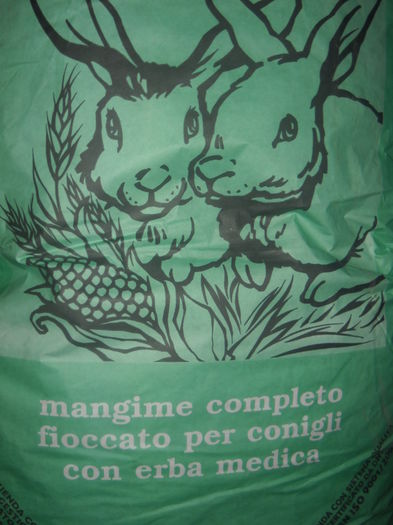 mangime completo
fioccato per conigli
con erba medica